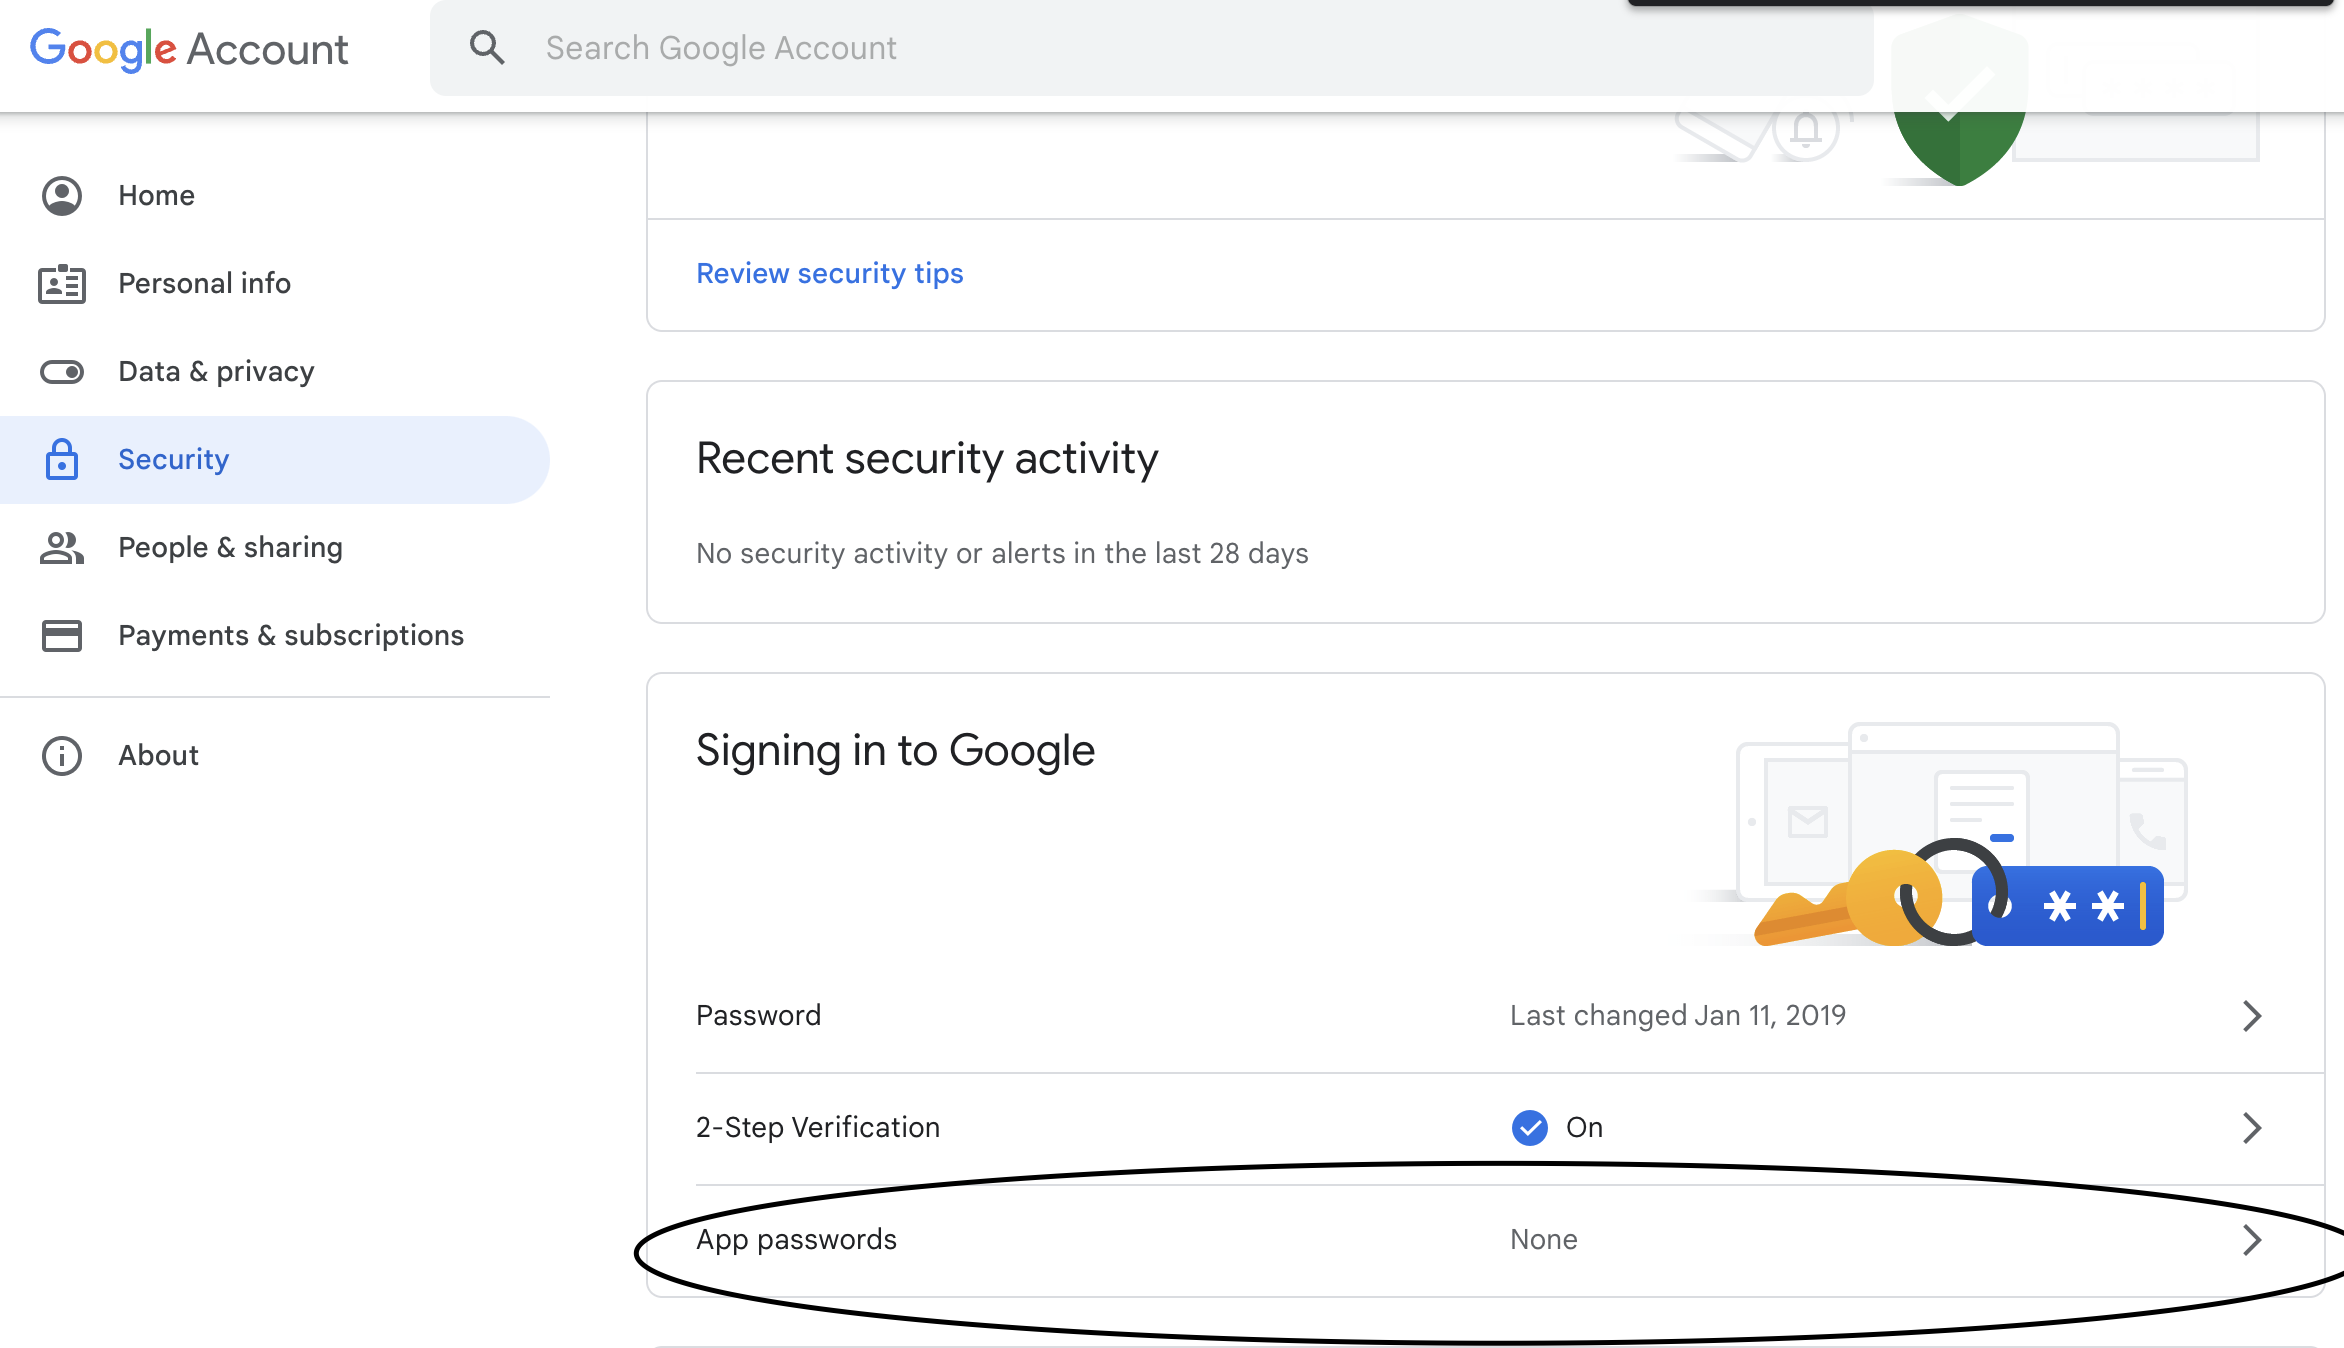 Google Account
Search Google Account
Home
Personal info
Data & privacy
Security
People & sharing
Payments & subscriptions
About
Review security tips
Recent security activity
No security activity or alerts in the last 28 days
Signing in to Google
**
Password Last changed Jan 11, 2019
2-Step Verification On
App passwords None